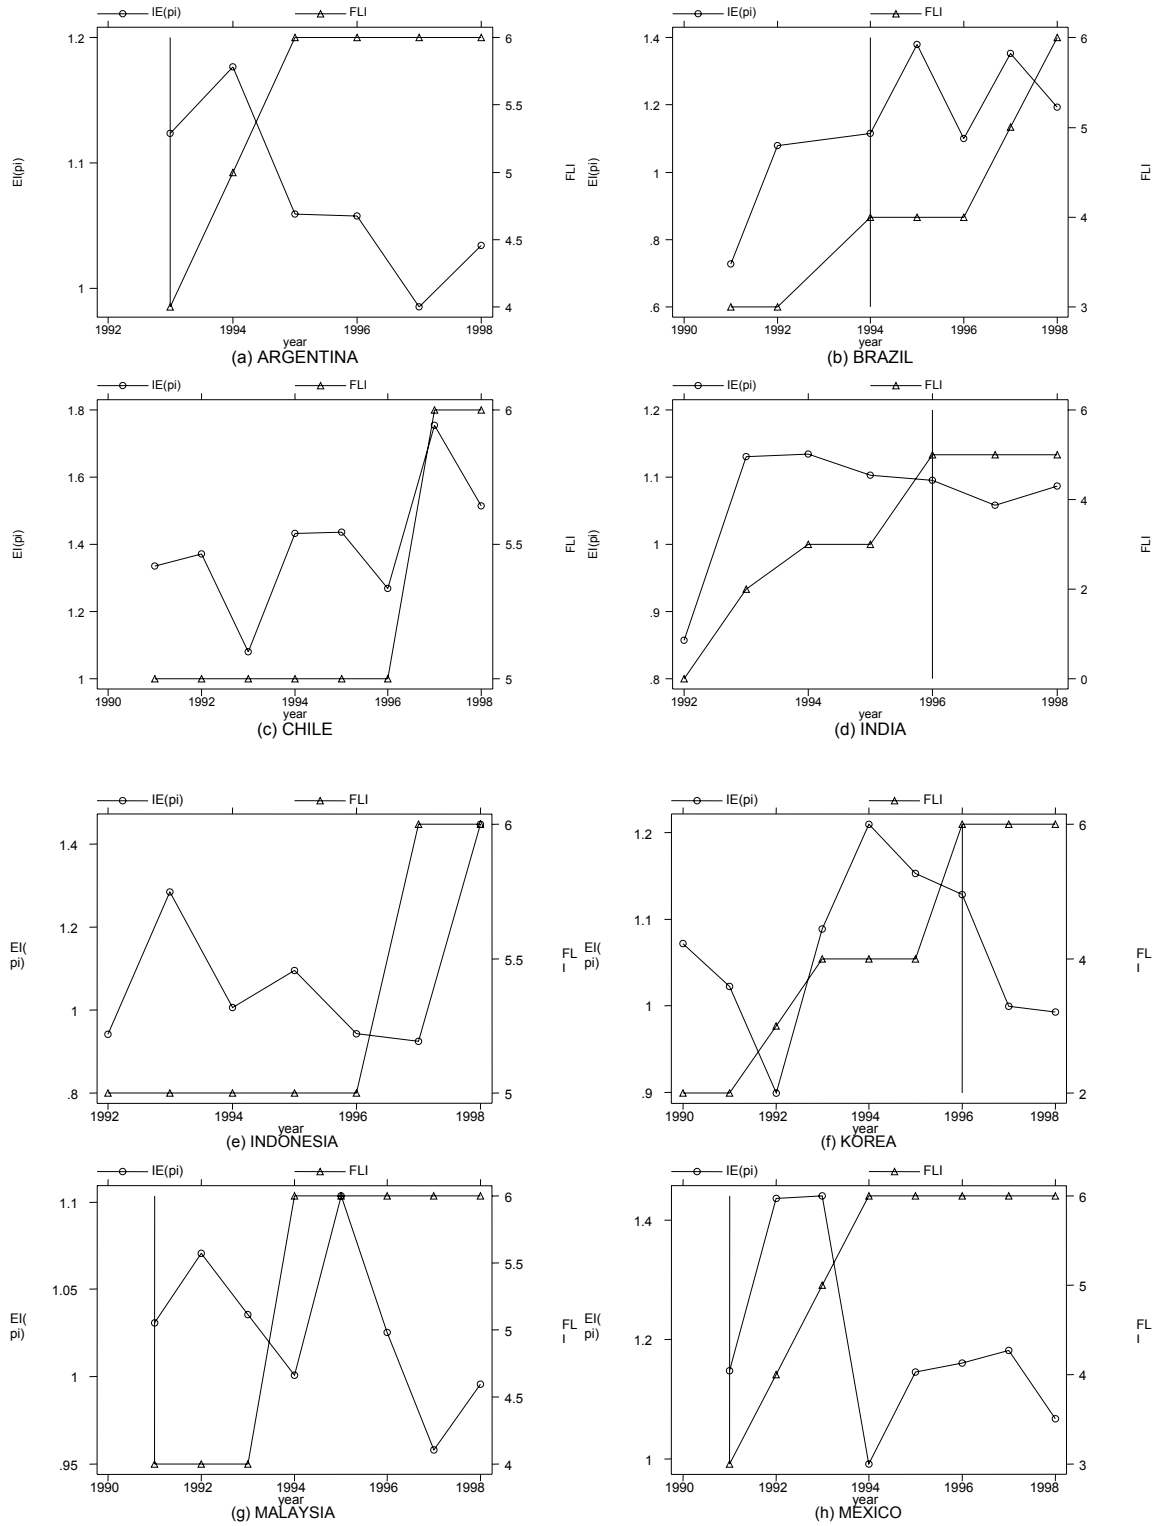 IE(pi) FLI IE(pi) FLI
1.2 6 1.4 6
5.5 1.2 5
1.1 5 1
EI(pi) FLI EI(pi) FLI
.8 4
4.5
1 4 .6 3
1992 1994 1996 1998 1990 1992 1994 1996 1998
year year
(a) ARGENTINA (b) BRAZIL
IE(pi) FLI IE(pi) FLI
1.8 6 1.2 6
1.6 1.1
4
EI(pi) 1.4 5.5 FLI EI(pi) 1 FLI
2
1.2 .9
1 5 .8 0
1990 1992 1994 1996 1998 1992 1994 1996 1998
year year
(c) CHILE (d) INDIA
IE(pi) FLI IE(pi) FLI
6 1.2 6
1.4
1.2 1.1
EI( FL EI( FL
pi) I pi) I
5.5 4
1 1
.8 5 .9 2
1992 1994 1996 1998 1990 1992 1994 1996 1998
year year
(e) INDONESIA (f) KOREA
IE(pi) FLI IE(pi) FLI
1.1 6 6
1.4
5.5
1.05 5
EI( FL EI( FL
pi) 5 I pi) 1.2 I
1 4.5 4
.95 4 1 3
1990 1992 1994 1996 1998 1990 1992 1994 1996 1998
year year
(g) MALAYSIA (h) MEXICO